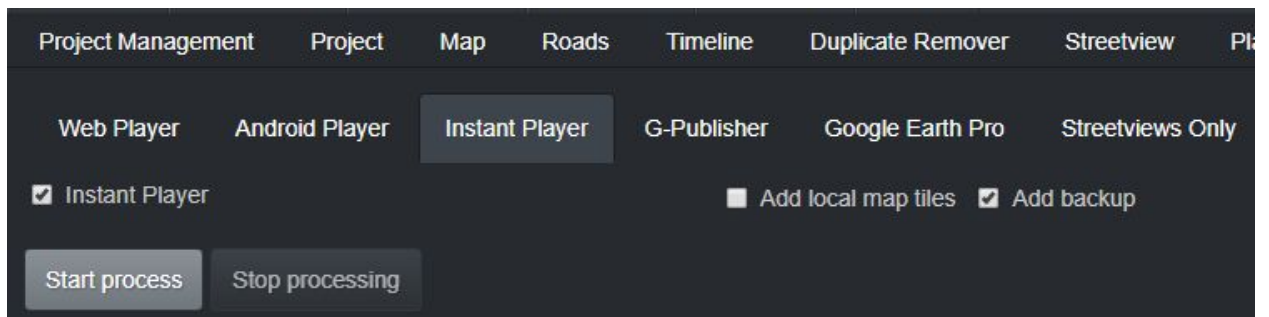 Project Management Project Map Roads Timeline Duplicate Remover Streetview
Web Player Android Player Instant Player G-Publisher Google Earth Pro Streetviews Only
Instant Player Add local map tiles Add backup
Start process Stop processing